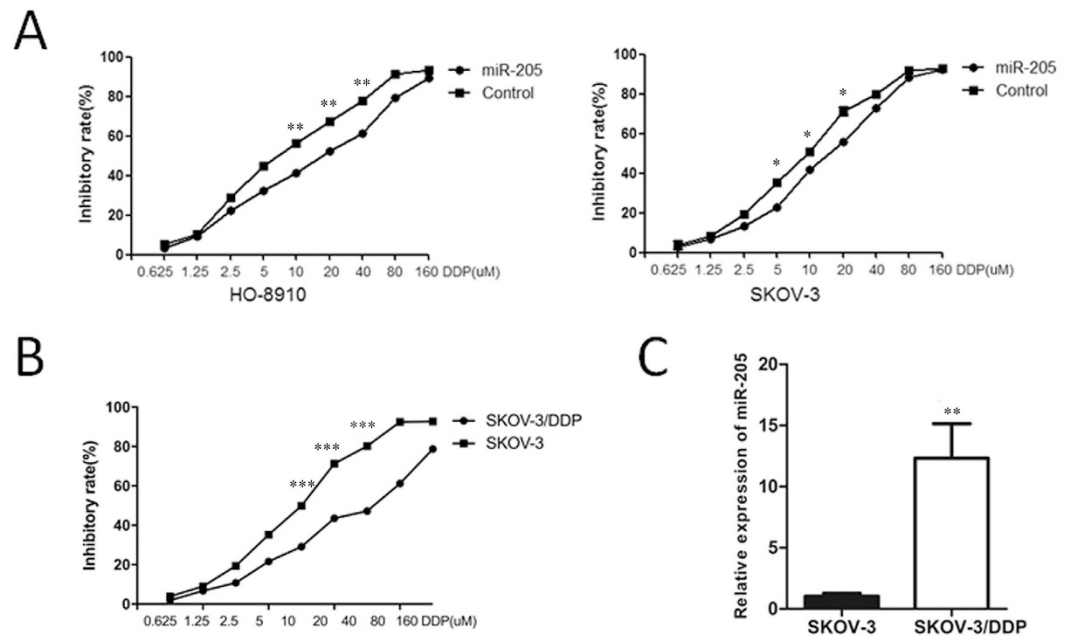 A
Inhibitory rate(%)
100
80
60
40
20
0
** ** **
miR-205
Control
0.625 1.25 2.5 5 10 20 40 80 160 DDP(uM)
HO-8910
Inhibitory rate(%)
100
80
60
40
20
0
* * *
miR-205
Control
0.625 1.25 2.5 5 10 20 40 80 160 DDP(uM)
SKOV-3
B
Inhibitory rate(%)
100
80
60
40
20
0
*** *** ***
SKOV-3/DDP
SKOV-3
0.625 1.25 2.5 5 10 20 40 80 160 DDP(uM)
C
Relative expression of miR-205
20
15
10
5
0
**
SKOV-3 SKOV-3/DDP